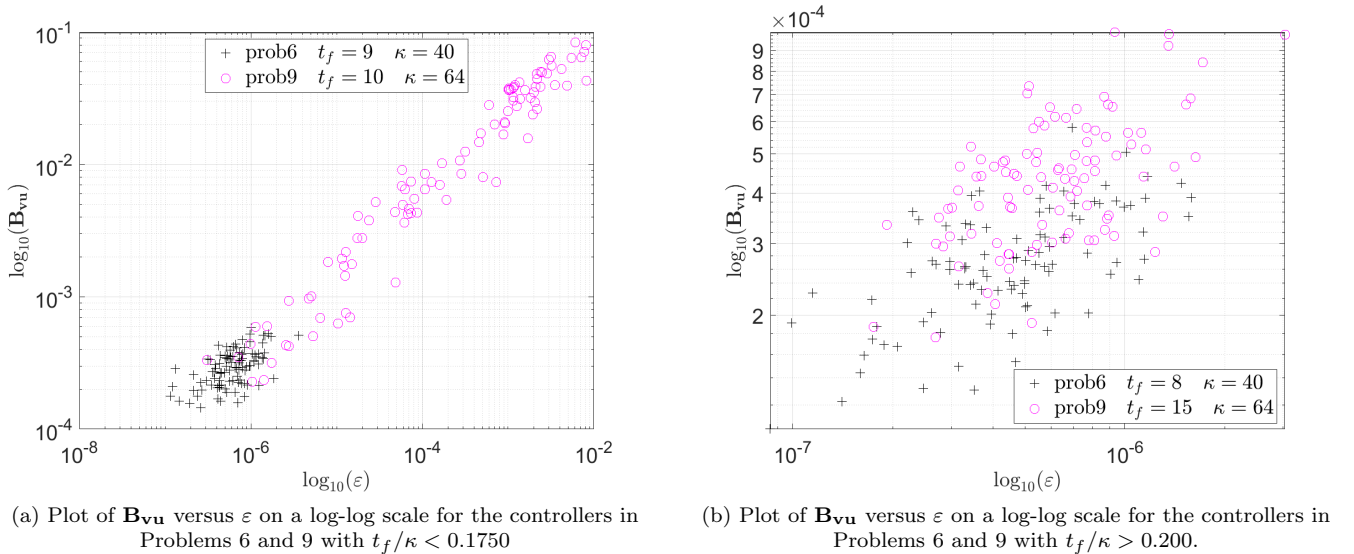 10⁻¹
10⁻²
10⁻³
10⁻⁴
log₁₀(B_vu)
+ prob6 t_f = 9 κ = 40
○ prob9 t_f = 10 κ = 64
10⁻⁸ 10⁻⁶ 10⁻⁴ 10⁻²
log₁₀(ε)
(a) Plot of B_vu versus ε on a log-log scale for the controllers in
Problems 6 and 9 with t_f/κ < 0.1750
×10⁻⁴
9
8
7
6
5
4
3
2
log₁₀(B_vu)
+ prob6 t_f = 8 κ = 40
○ prob9 t_f = 15 κ = 64
10⁻⁷ 10⁻⁶
log₁₀(ε)
(b) Plot of B_vu versus ε on a log-log scale for the controllers in
Problems 6 and 9 with t_f/κ > 0.200.